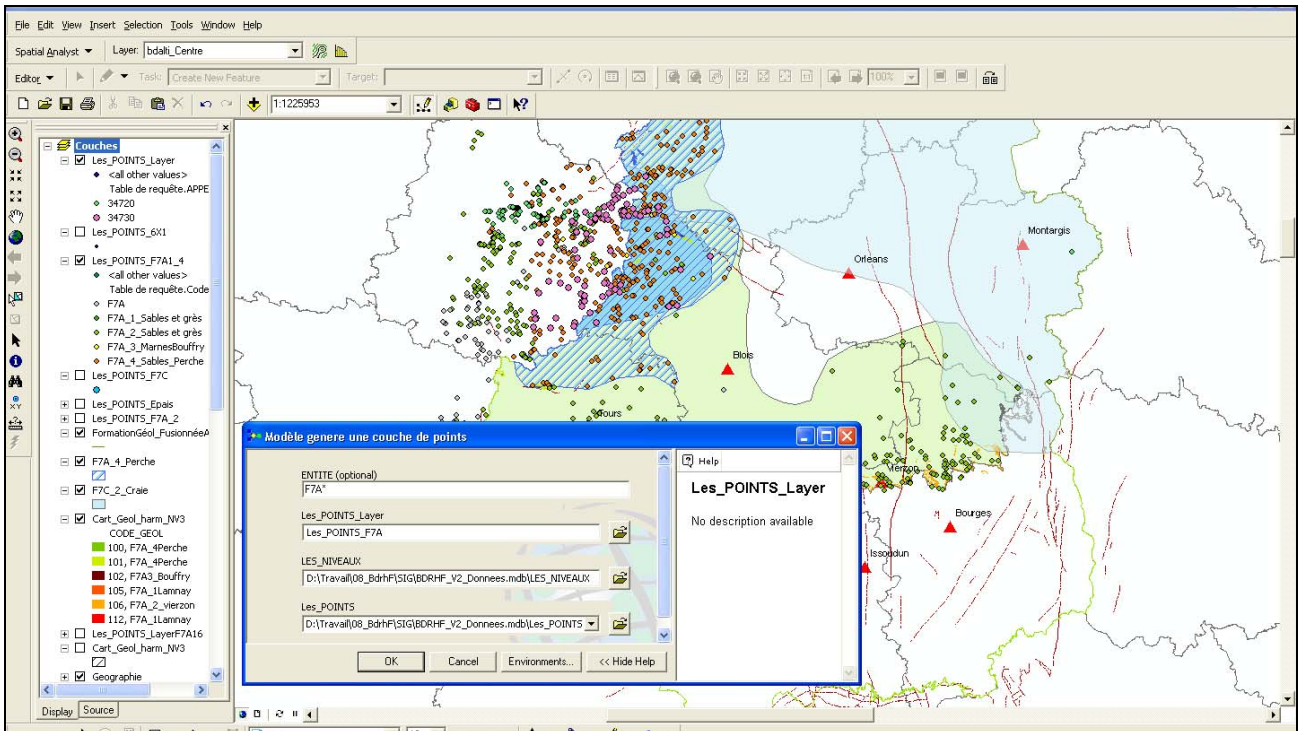 File Edit View Insert Selection Tools Window Help
Spatial Analyst Layer: bdalti_Centre
Editor Task: Create New Feature Target: 100%
1:1225953
Couches
Les_POINTS_Layer
<all other values>
Table de requête.APPE
34720
34730
Les_POINTS_6X1
Les_POINTS_F7A1_4
<all other values>
Table de requête.Code
F7A
F7A_1_Sables et grès
F7A_2_Sables et grès
F7A_3_MarnesBouffry
F7A_4_Sables_Perche
Les_POINTS_F7C
Les_POINTS_Epais
Les_POINTS_F7A_2
FormationGéol_FusionnéeA
F7A_4_Perche
F7C_2_Craie
Cart_Geol_harm_NV3
CODE_GEOL
100, F7A_4Perche
101, F7A_4Perche
102, F7A3_Bouffry
105, F7A_1Lamnay
106, F7A_2_vierzon
112, F7A_1Lamnay
Les_POINTS_LayerF7A16
Cart_Geol_harm_NV3
Geographie
Display Source
Montargis
Orléans
Blois
Tours
Vierzon
Bourges
Issoudun
Modèle genere une couche de points
ENTITE (optional)
F7A*
Les_POINTS_Layer
Les_POINTS_F7A
LES_NIVEAUX
D:\Travail\08_BdrhF\SIG\BDRHF_V2_Donnees.mdb\LES_NIVEAUX
Les_POINTS
D:\Travail\08_BdrhF\SIG\BDRHF_V2_Donnees.mdb\Les_POINTS
OK Cancel Environments... << Hide Help
Help
Les_POINTS_Layer
No description available